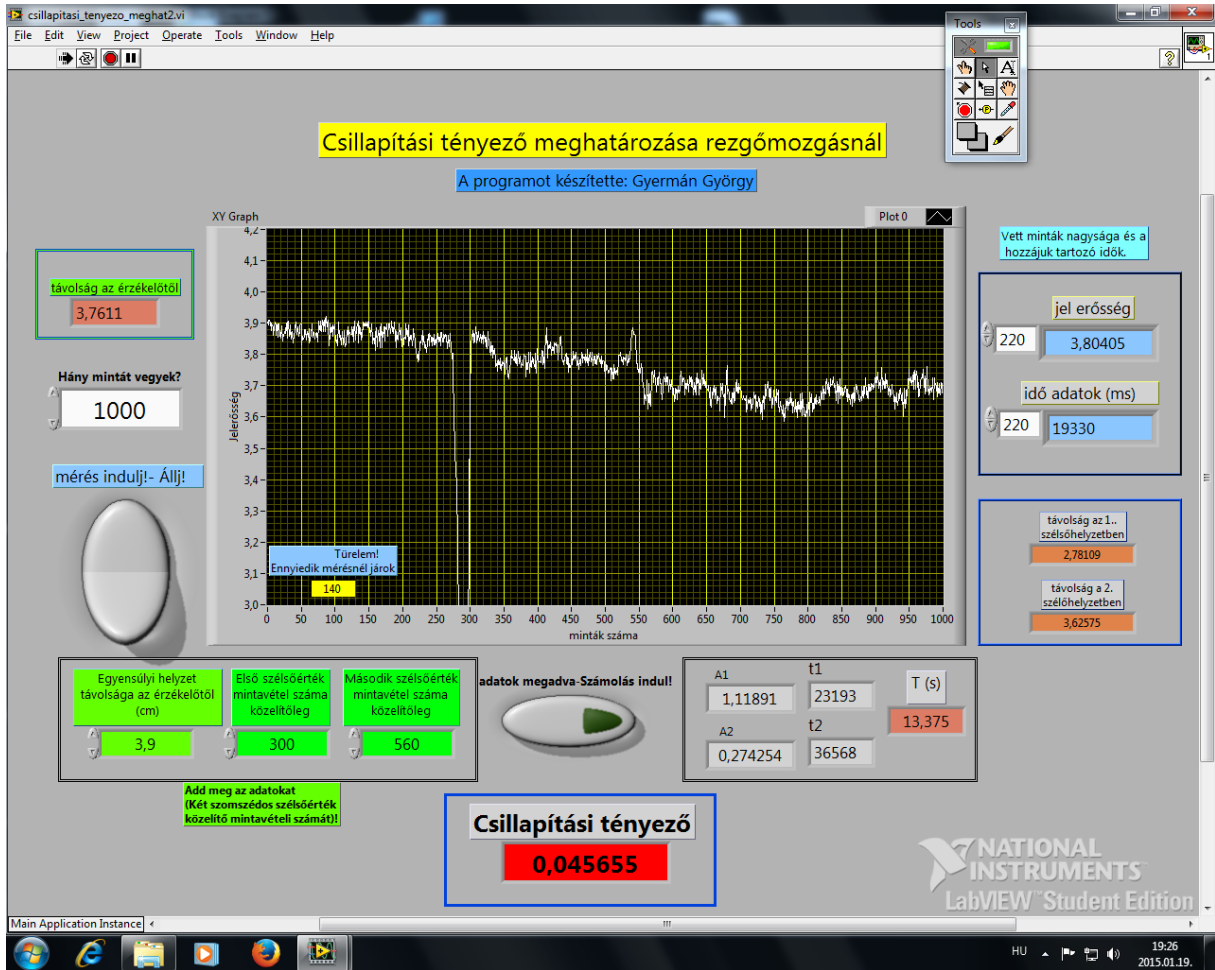 csillapitasi_tenyezo_meghat2.vi
File Edit View Project Operate Tools Window Help
Tools
1
Csillapítási tényező meghatározása rezgőmozgásnál
A programot készítette: Gyermán György
XY Graph
Plot 0
távolság az érzékelőtől
3,7611
Hány mintát vegyek?
1000
mérés indulj!- Állj!
Jelerősség
4,2
4,1
4,0
3,9
3,8
3,7
3,6
3,5
3,4
3,3
3,2
3,1
3,0
Türelem!
Ennyiedik mérésnél járok
140
0 50 100 150 200 250 300 350 400 450 500 550 600 650 700 750 800 850 900 950 1000
minták száma
Vett minták nagysága és a
hozzájuk tartozó idők.
jel erősség
220 3,80405
idő adatok (ms)
220 19330
távolság az 1..
szélsőhelyzetben
2,78109
távolság a 2.
szélőhelyzetben
3,62575
Egyensúlyi helyzet
távolsága az érzékelőtől
(cm)
3,9
Első szélsőérték
mintavétel száma
közelítőleg
300
Második szélsőérték
mintavétel száma
közelítőleg
560
Add meg az adatokat
(Két szomszédos szélsőérték
közelítő mintavételi számát)!
adatok megadva-Számolás indul!
A1
1,11891
t1
23193
T (s)
13,375
A2
0,274254
t2
36568
Csillapítási tényező
0,045655
NATIONAL
INSTRUMENTS
LabVIEW™ Student Edition
Main Application Instance
HU
19:26
2015.01.19.